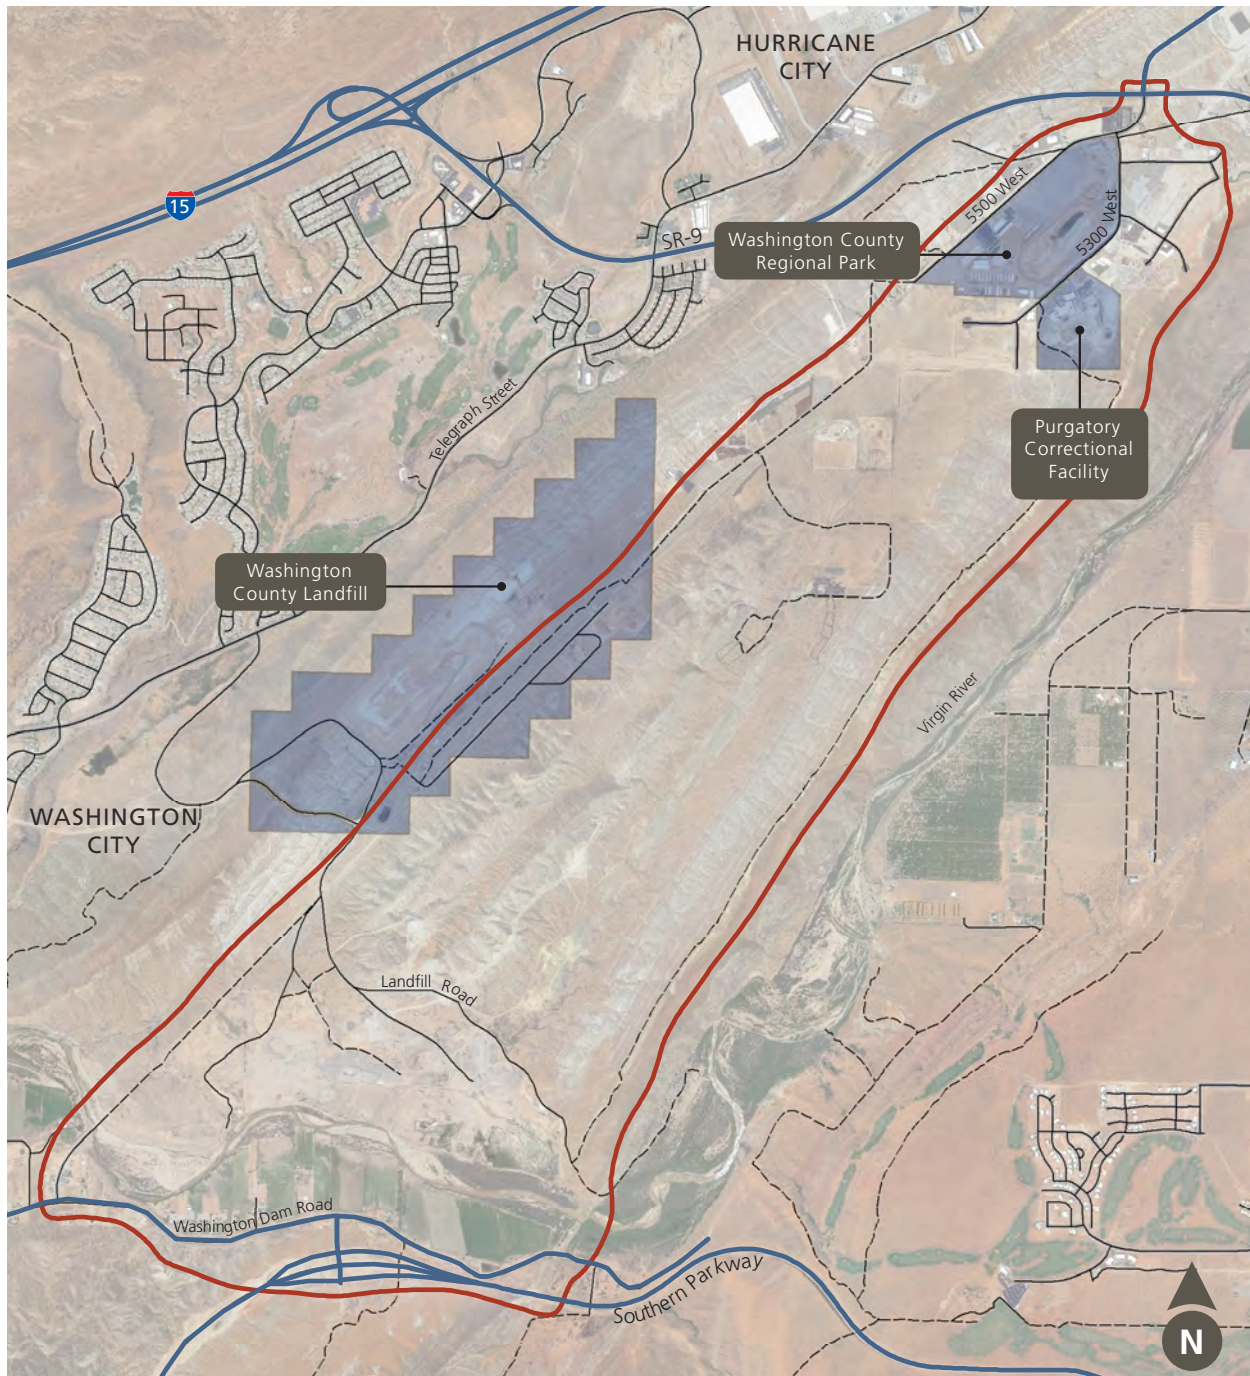 HURRICANE
CITY
15
SR-9
5500 West
5300 West
Washington County
Regional Park
Purgatory
Correctional
Facility
Telegraph Street
Washington
County Landfill
Virgin River
WASHINGTON
CITY
Landfill Road
Washington Dam Road
Southern Parkway
N